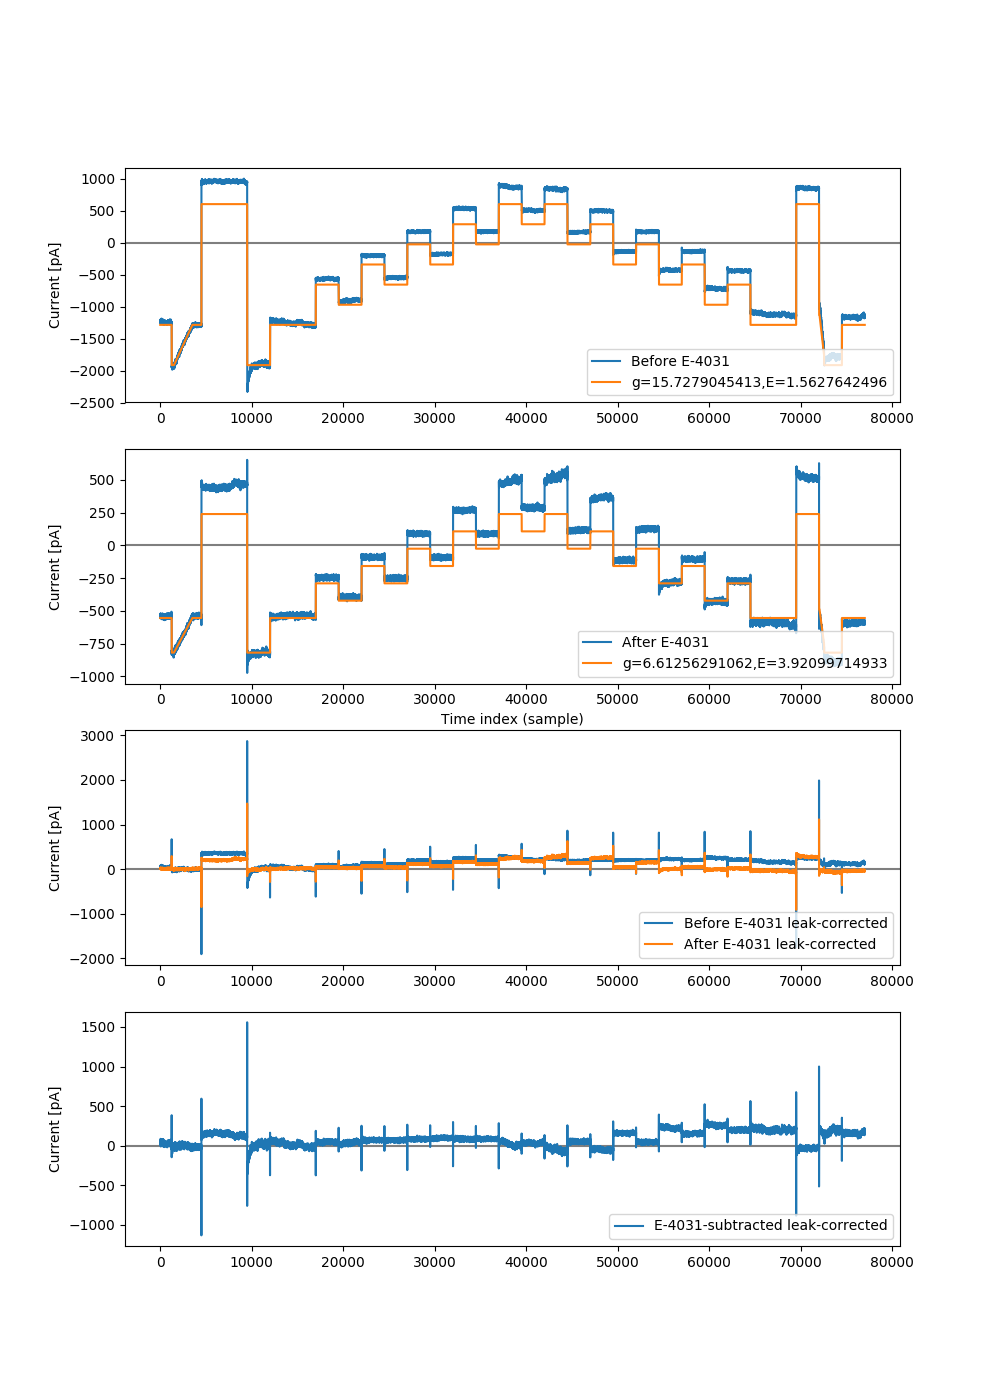 1000
500
0
−500
−1000
−1500
−2000
−2500
Current [pA]
0 10000 20000 30000 40000 50000 60000 70000 80000
Before E-4031
g=15.7279045413,E=1.5627642496
500
250
0
−250
−500
−750
−1000
Current [pA]
0 10000 20000 30000 40000 50000 60000 70000 80000
Time index (sample)
After E-4031
g=6.61256291062,E=3.92099714933
3000
2000
1000
0
−1000
−2000
Current [pA]
0 10000 20000 30000 40000 50000 60000 70000 80000
Before E-4031 leak-corrected
After E-4031 leak-corrected
1500
1000
500
0
−500
−1000
Current [pA]
0 10000 20000 30000 40000 50000 60000 70000 80000
E-4031-subtracted leak-corrected